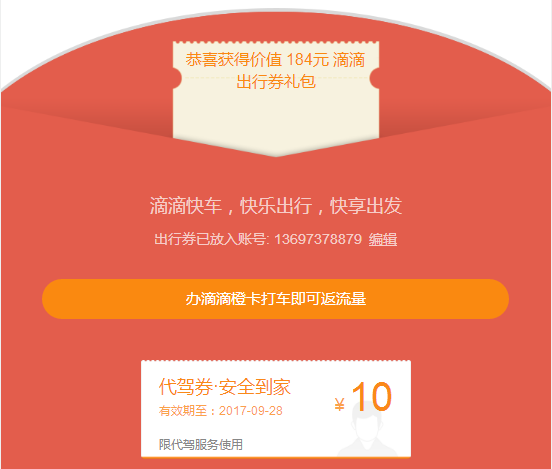 恭喜获得价值 184元 滴滴
出行券礼包
滴滴快车，快乐出行，快享出发
出行券已放入账号: 13697378879 编辑
办滴滴橙卡打车即可返流量
代驾券·安全到家
有效期至：2017-09-28
¥ 10
限代驾服务使用